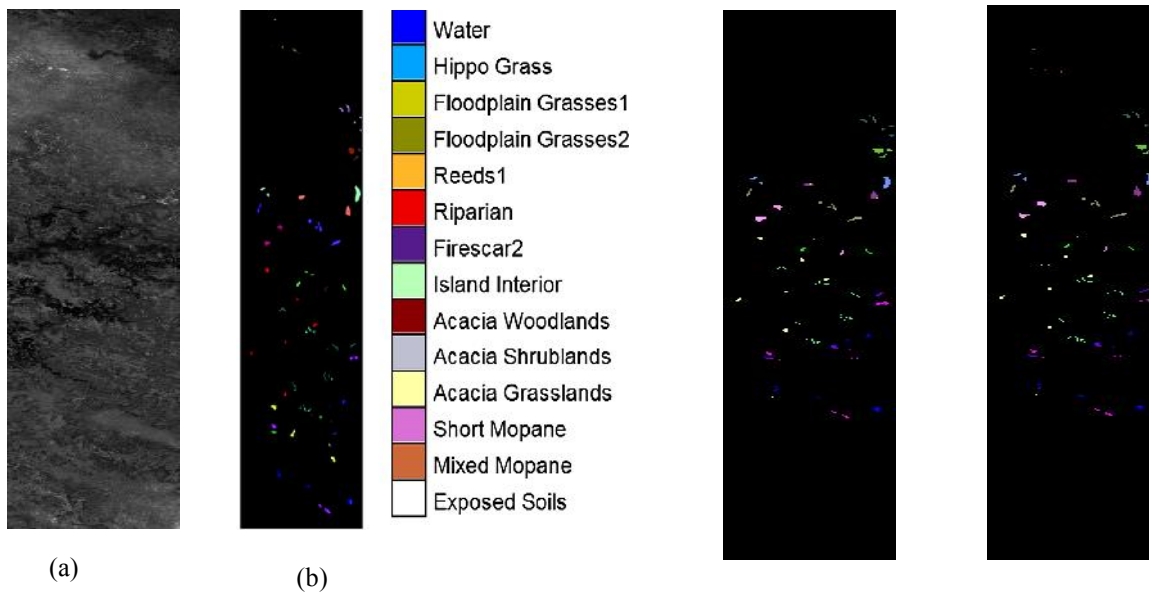 Water
Hippo Grass
Floodplain Grasses1
Floodplain Grasses2
Reeds1
Riparian
Firescar2
Island Interior
Acacia Woodlands
Acacia Shrublands
Acacia Grasslands
Short Mopane
Mixed Mopane
Exposed Soils
(a)
(b)